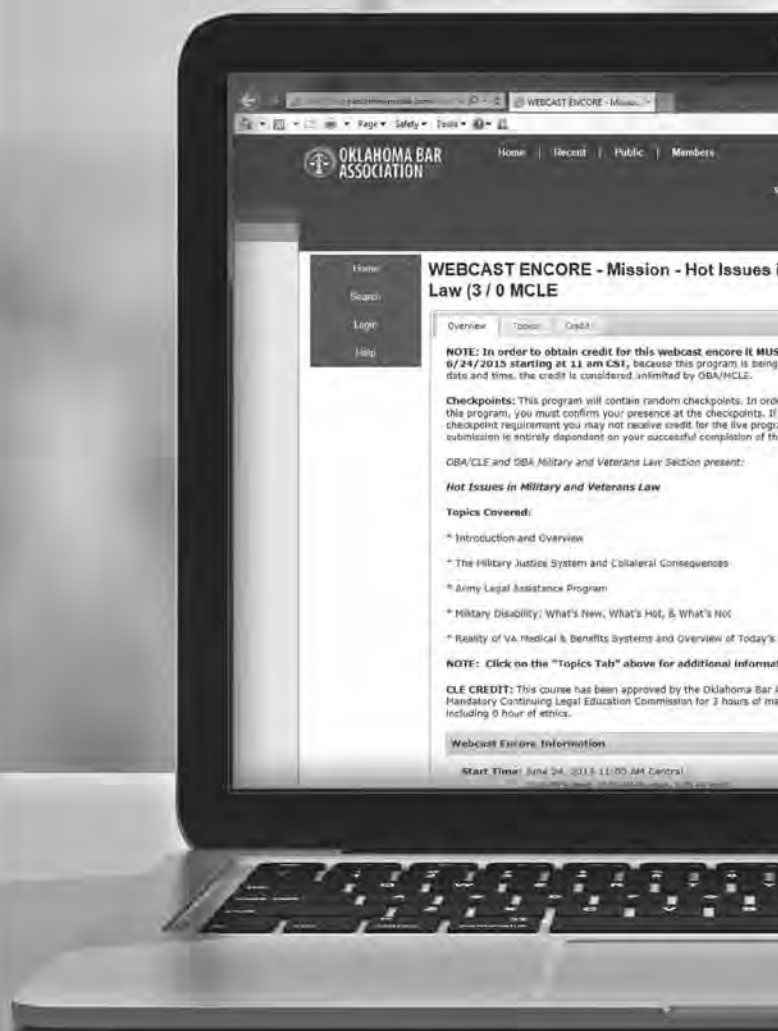 WEBCAST ENCORE - Missio...
Page Safety Tools
OKLAHOMA BAR
ASSOCIATION
Home | Recent | Public | Members
Home
Search
Login
Help
WEBCAST ENCORE - Mission - Hot Issues i
Law (3 / 0 MCLE
Overview Topics Credit
NOTE: In order to obtain credit for this webcast encore it MUS
6/24/2015 starting at 11 am CST, because this program is being
date and time, the credit is considered unlimited by OBA/MCLE.
Checkpoints: This program will contain random checkpoints. In orde
this program, you must confirm your presence at the checkpoints. If
checkpoint requirement you may not receive credit for the live progra
submission is entirely dependant on your successful completion of th
OBA/CLE and OBA Military and Veterans Law Section present:
Hot Issues in Military and Veterans Law
Topics Covered:
* Introduction and Overview
* The Military Justice System and Collateral Consequences
* Army Legal Assistance Program
* Military Disability: What's New, What's Hot, & What's Not
* Reality of VA Medical & Benefits Systems and Overview of Today's
NOTE: Click on the "Topics Tab" above for additional informat
CLE CREDIT: This course has been approved by the Oklahoma Bar A
Mandatory Continuing Legal Education Commission for 3 hours of ma
including 0 hour of ethics.
Webcast Encore Information
Start Time: June 24, 2015 11:00 AM Central